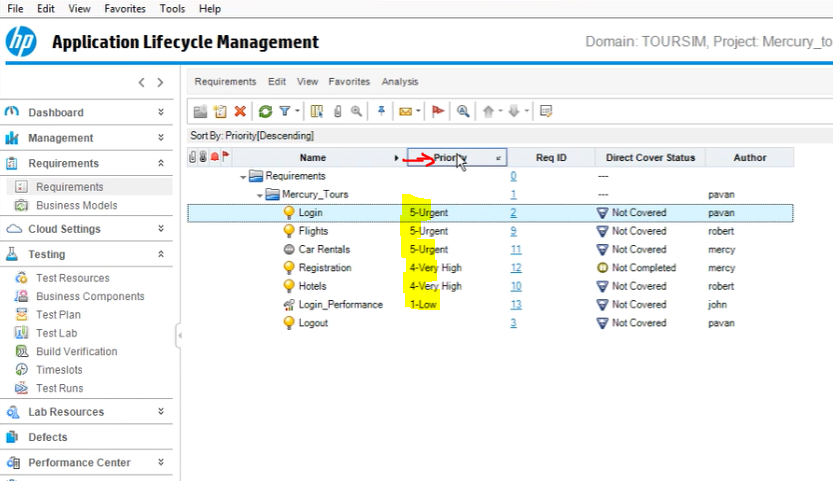 File Edit View Favorites Tools Help
hp Application Lifecycle Management Domain: TOURSIM, Project: Mercury_to
Requirements Edit View Favorites Analysis
Sort By: Priority[Descending]
Name Priority Req ID Direct Cover Status Author
Requirements 0 ---
Mercury_Tours 1 --- pavan
Login 5-Urgent 2 Not Covered pavan
Flights 5-Urgent 9 Not Covered robert
Car Rentals 5-Urgent 11 Not Covered mercy
Registration 4-Very High 12 Not Completed mercy
Hotels 4-Very High 10 Not Covered robert
Login_Performance 1-Low 13 Not Covered john
Logout 3 Not Covered pavan
Dashboard
Management
Requirements
Requirements
Business Models
Cloud Settings
Testing
Test Resources
Business Components
Test Plan
Test Lab
Build Verification
Timeslots
Test Runs
Lab Resources
Defects
Performance Center